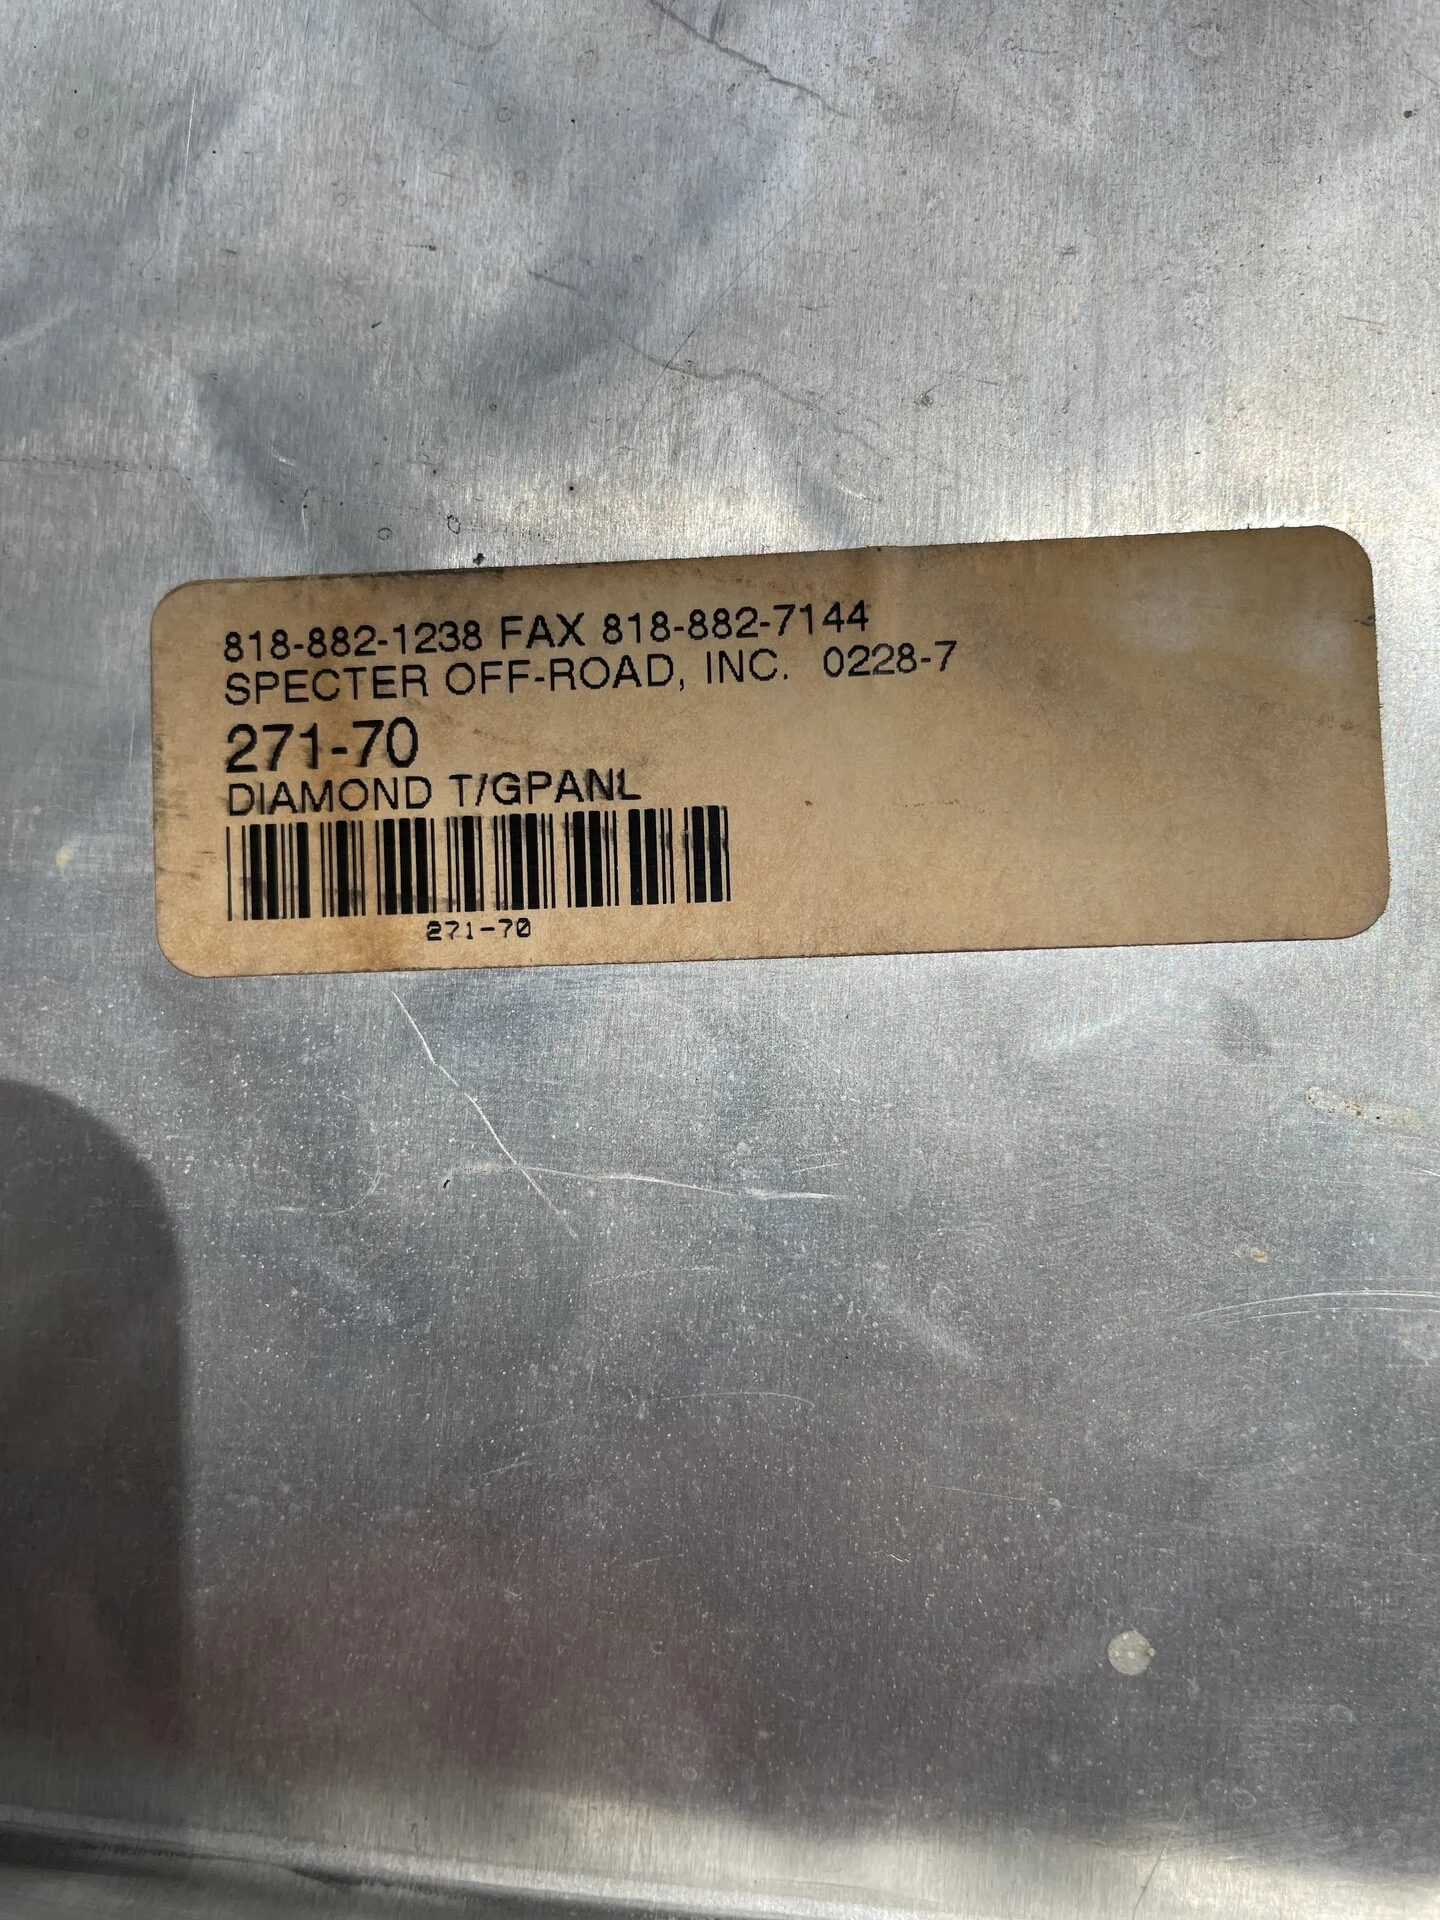 818-882-1238 FAX 818-882-7144
SPECTER OFF-ROAD, INC. 0228-7
271-70
DIAMOND T/GPANL
271-70